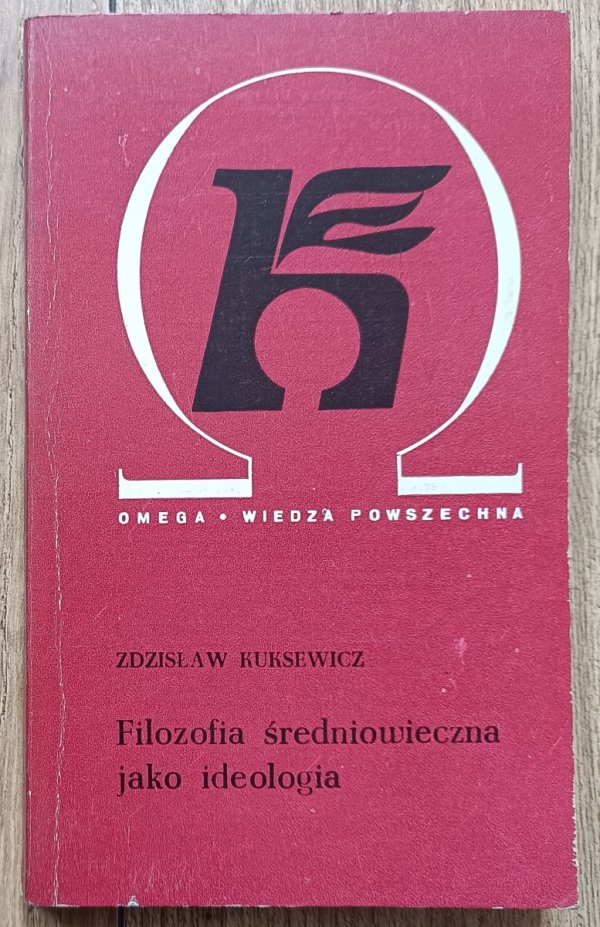 OMEGA • WIEDZA POWSZECHNA
ZDZISŁAW KUKSEWICZ
Filozofia średniowieczna
jako ideologia